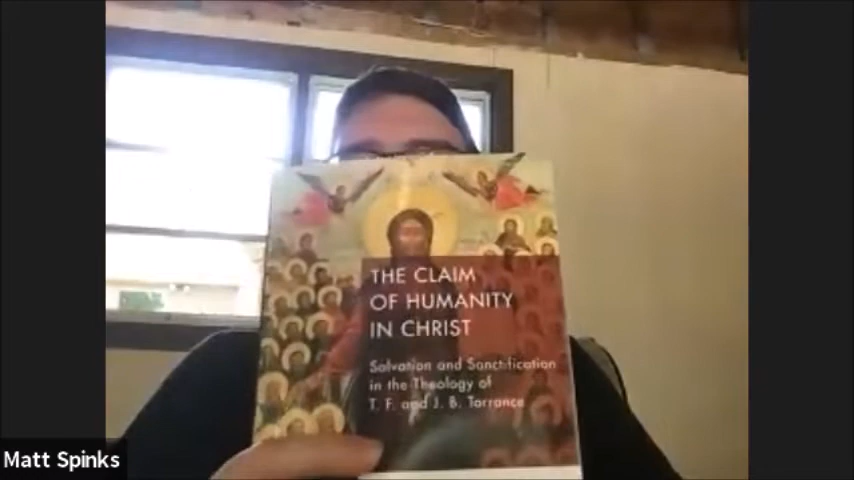 THE CLAIM
OF HUMANITY
IN CHRIST
Salvation and Sanctification
in the Theology of
T. F. and J. B. Torrance
Matt Spinks